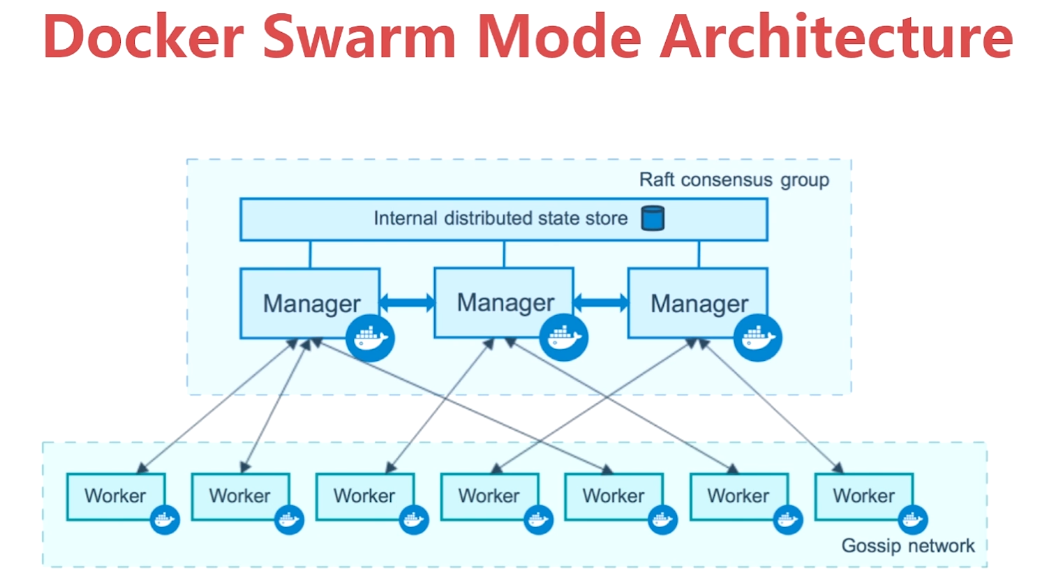 Docker Swarm Mode Architecture
Raft consensus group
Internal distributed state store
Manager
Manager
Manager
Worker
Worker
Worker
Worker
Worker
Worker
Worker
Gossip network